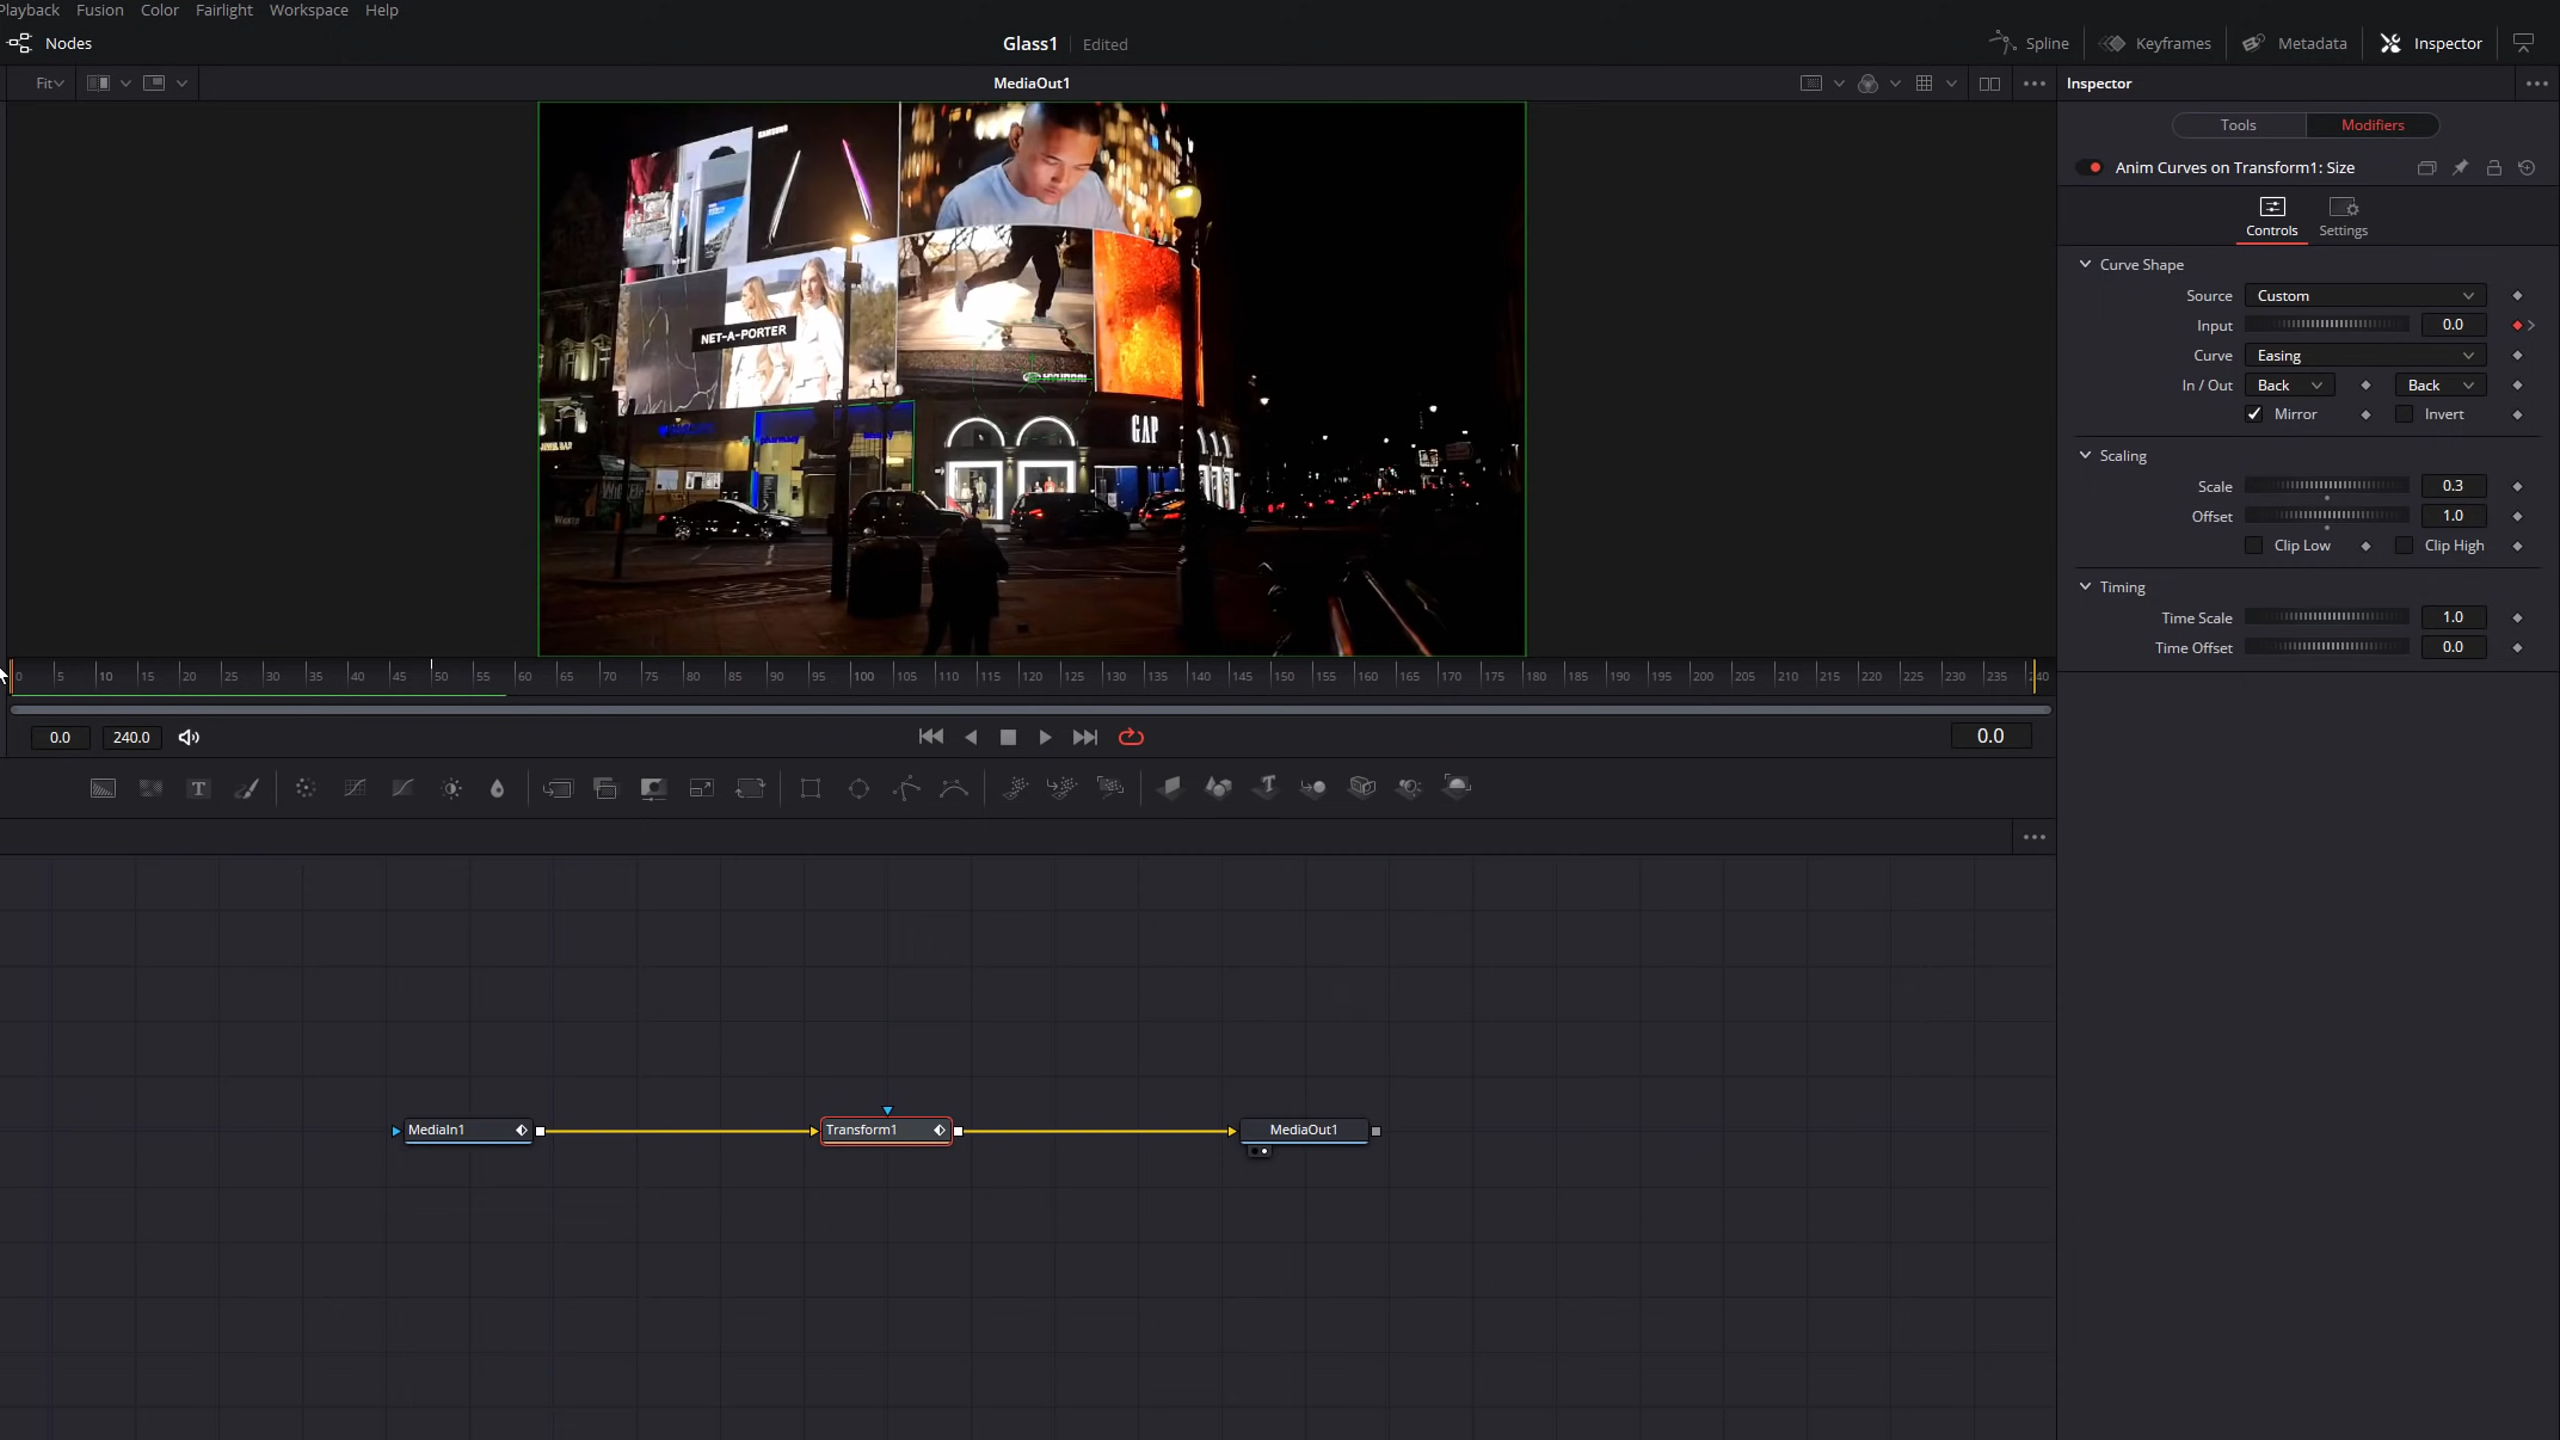 Playback Fusion Color Fairlight Workspace Help
Nodes
Glass1 Edited
Spline Keyframes Metadata Inspector
Fit
MediaOut1
Inspector
Tools Modifiers
Anim Curves on Transform1: Size
Controls Settings
Curve Shape
Source Custom
Input 0.0
Curve Easing
In / Out Back Back
Mirror Invert
Scaling
Scale 0.3
Offset 1.0
Clip Low Clip High
Timing
Time Scale 1.0
Time Offset 0.0
SAMSUNG
NET-A-PORTER
HYUNDAI
GAP
pharmacy
0 5 10 15 20 25 30 35 40 45 50 55 60 65 70 75 80 85 90 95 100 105 110 115 120 125 130 135 140 145 150 155 160 165 170 175 180 185 190 195 200 205 210 215 220 225 230 235 240
0.0 240.0
0.0
MediaIn1
Transform1
MediaOut1